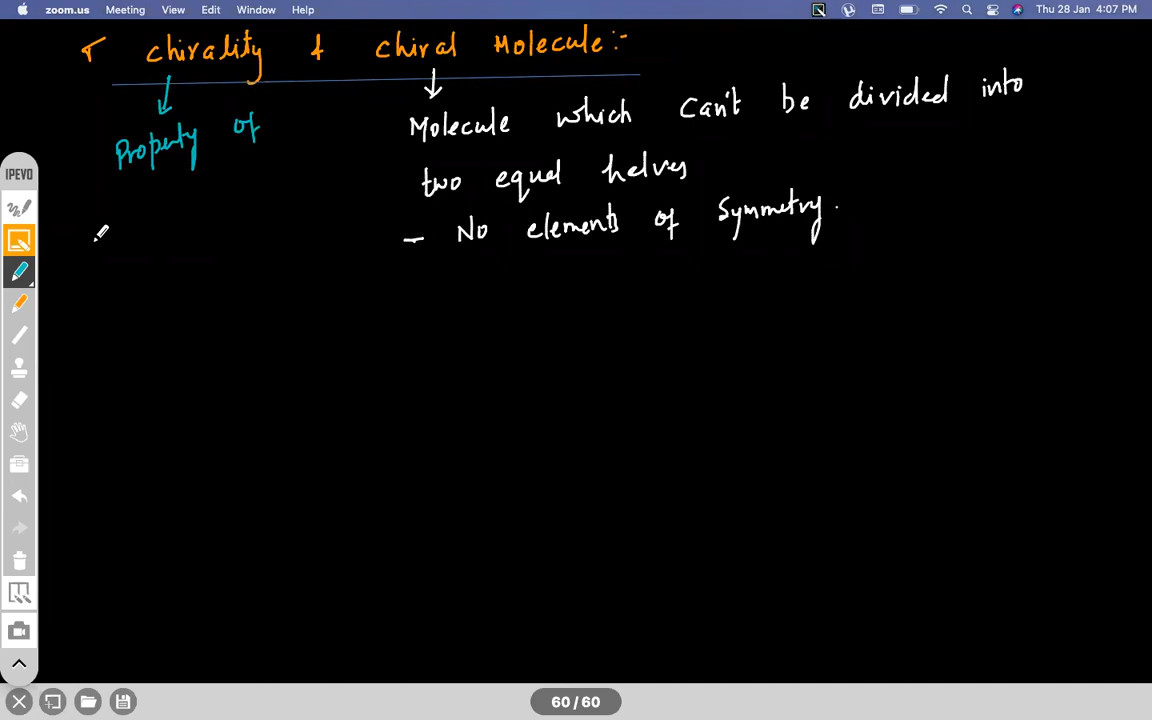 zoom.us Meeting View Edit Window Help Thu 28 Jan 4:07 PM
chirality & chiral Molecule:-
Property of
Molecule which can't be divided into
two equal halves
- No elements of Symmetry.
IPEVO
60/60